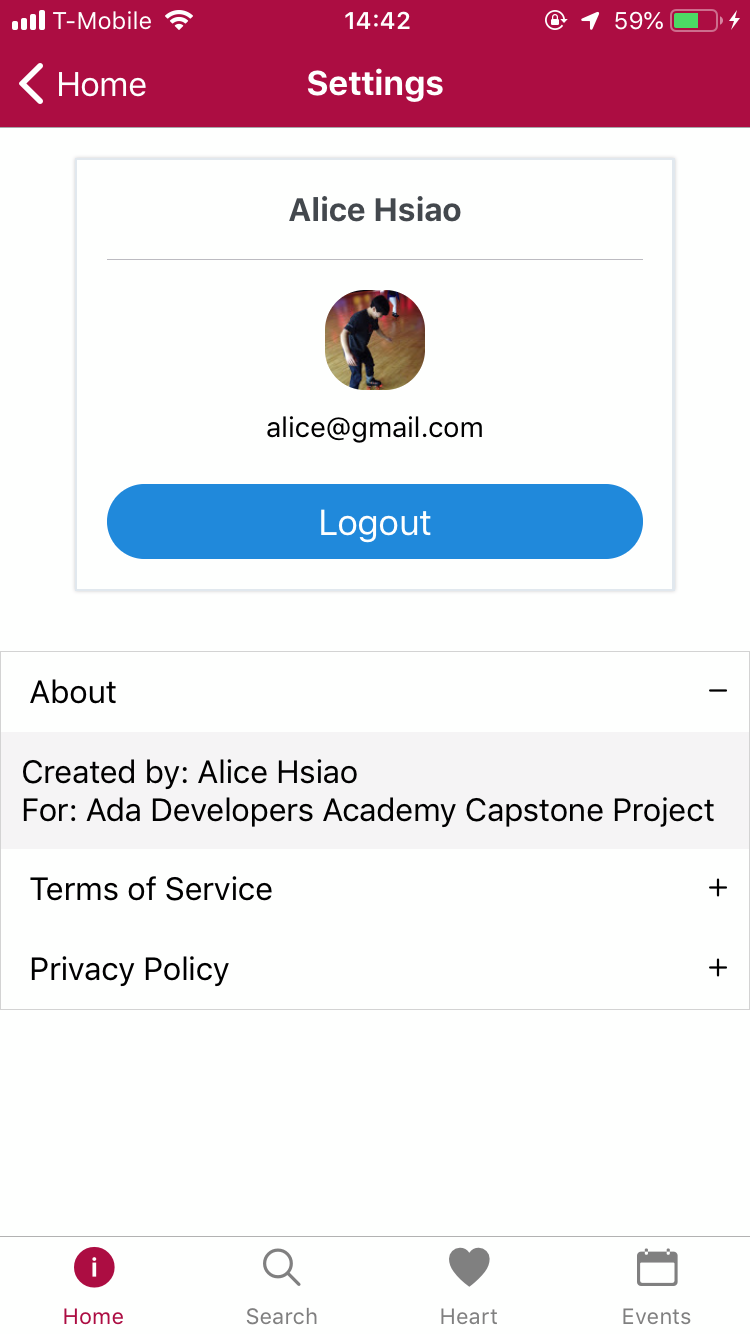 T-Mobile 14:42 59%
Home Settings
Alice Hsiao
alice@gmail.com
Logout
About
Created by: Alice Hsiao
For: Ada Developers Academy Capstone Project
Terms of Service
Privacy Policy
Home Search Heart Events